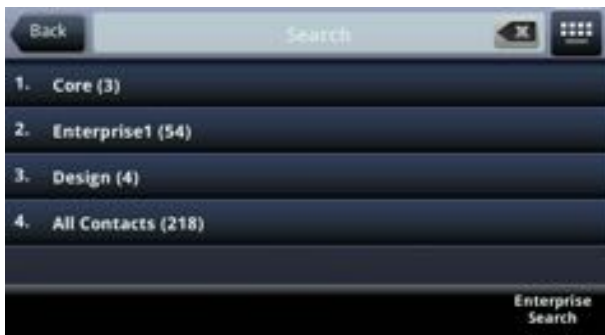 Back Search
1. Core (3)
2. Enterprise1 (54)
3. Design (4)
4. All Contacts (218)
Enterprise
Search